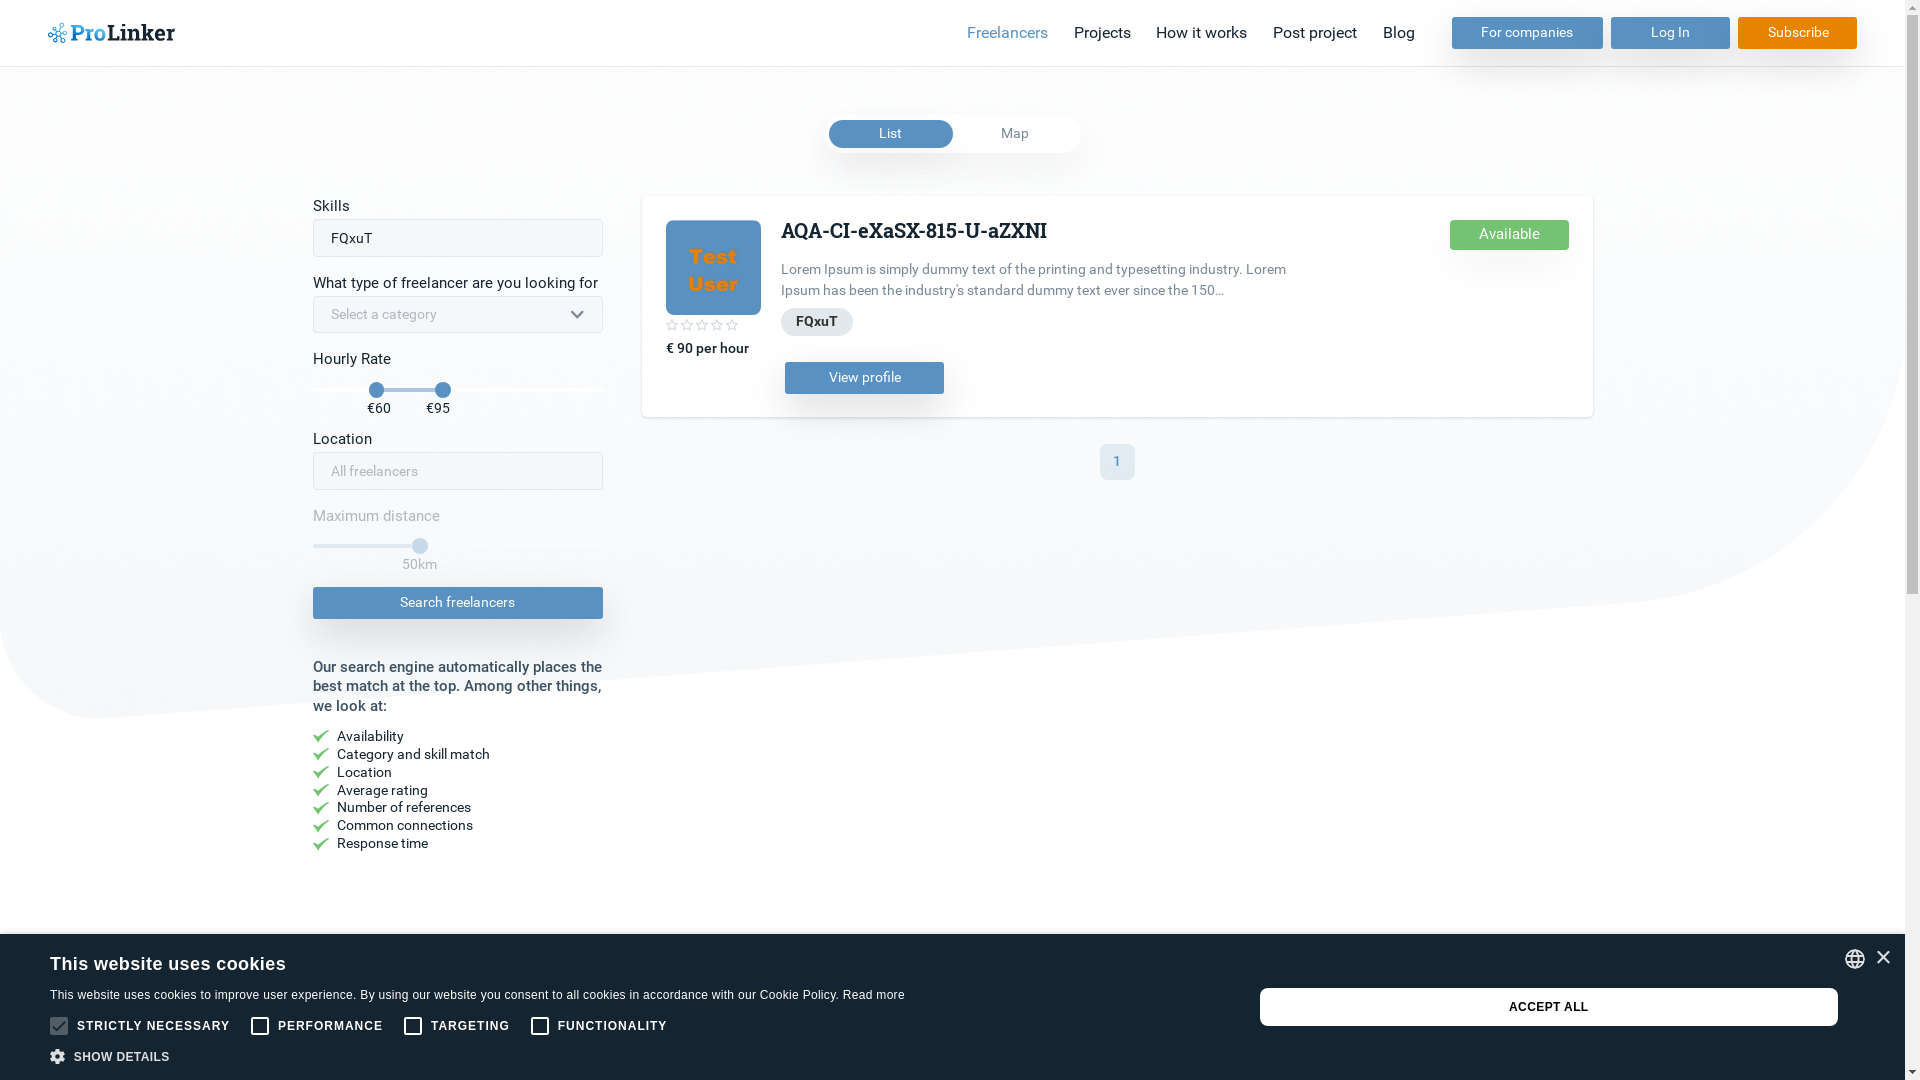 ProLinker
Freelancers
Projects
How it works
Post project
Blog
For companies
Log In
Subscribe
List
Map
Skills
FQxuT
What type of freelancer are you looking for
Select a category
Hourly Rate
€60
€95
Location
All freelancers
Maximum distance
50km
Search freelancers
Our search engine automatically places the
best match at the top. Among other things,
we look at:
Availability
Category and skill match
Location
Average rating
Number of references
Common connections
Response time
Test
User
€ 90 per hour
AQA-CI-eXaSX-815-U-aZXNI
Available
Lorem Ipsum is simply dummy text of the printing and typesetting industry. Lorem
Ipsum has been the industry's standard dummy text ever since the 150…
FQxuT
View profile
1
This website uses cookies
This website uses cookies to improve user experience. By using our website you consent to all cookies in accordance with our Cookie Policy. Read more
STRICTLY NECESSARY
PERFORMANCE
TARGETING
FUNCTIONALITY
SHOW DETAILS
ACCEPT ALL
×